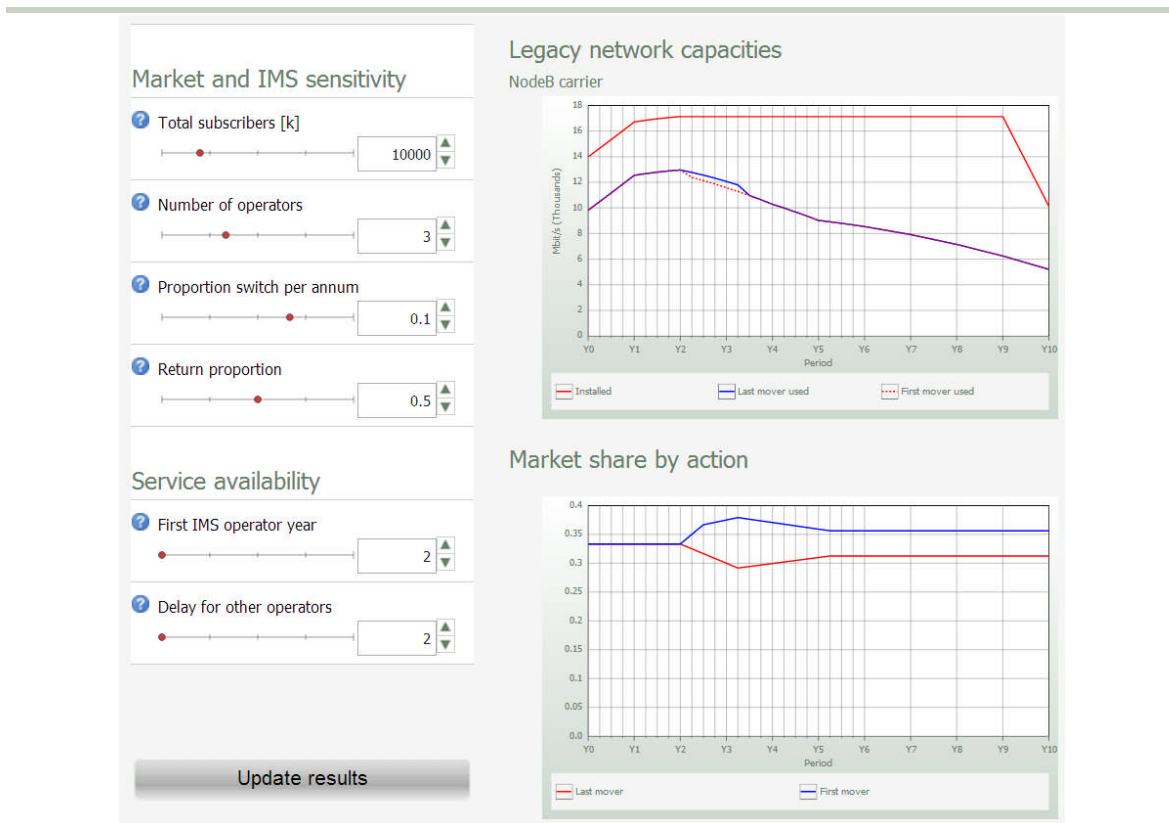 Market and IMS sensitivity
Total subscribers [k]
10000
Number of operators
3
Proportion switch per annum
0.1
Return proportion
0.5
Service availability
First IMS operator year
2
Delay for other operators
2
Update results
Legacy network capacities
NodeB carrier
Mbit/s (Thousands)
18
16
14
12
10
8
6
4
2
0
Y0 Y1 Y2 Y3 Y4 Y5 Y6 Y7 Y8 Y9 Y10
Period
Installed Last mover used First mover used
Market share by action
0.4
0.35
0.3
0.25
0.2
0.15
0.1
0.05
0.0
Y0 Y1 Y2 Y3 Y4 Y5 Y6 Y7 Y8 Y9 Y10
Period
Last mover First mover